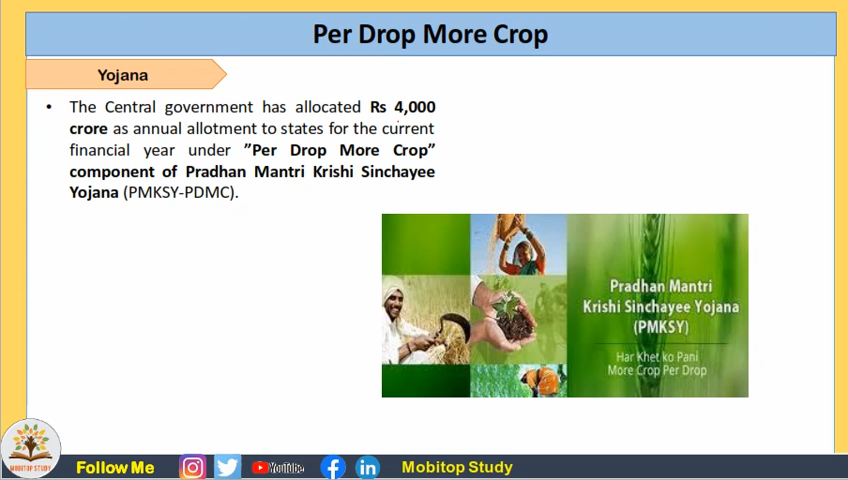 Per Drop More Crop
Yojana
• The Central government has allocated Rs 4,000
crore as annual allotment to states for the current
financial year under ”Per Drop More Crop”
component of Pradhan Mantri Krishi Sinchayee
Yojana (PMKSY-PDMC).
Pradhan Mantri
Krishi Sinchayee Yojana
(PMKSY)
Har Khet ko Pani
More Crop Per Drop
MOBITOP STUDY
Follow Me
YouTube
Mobitop Study